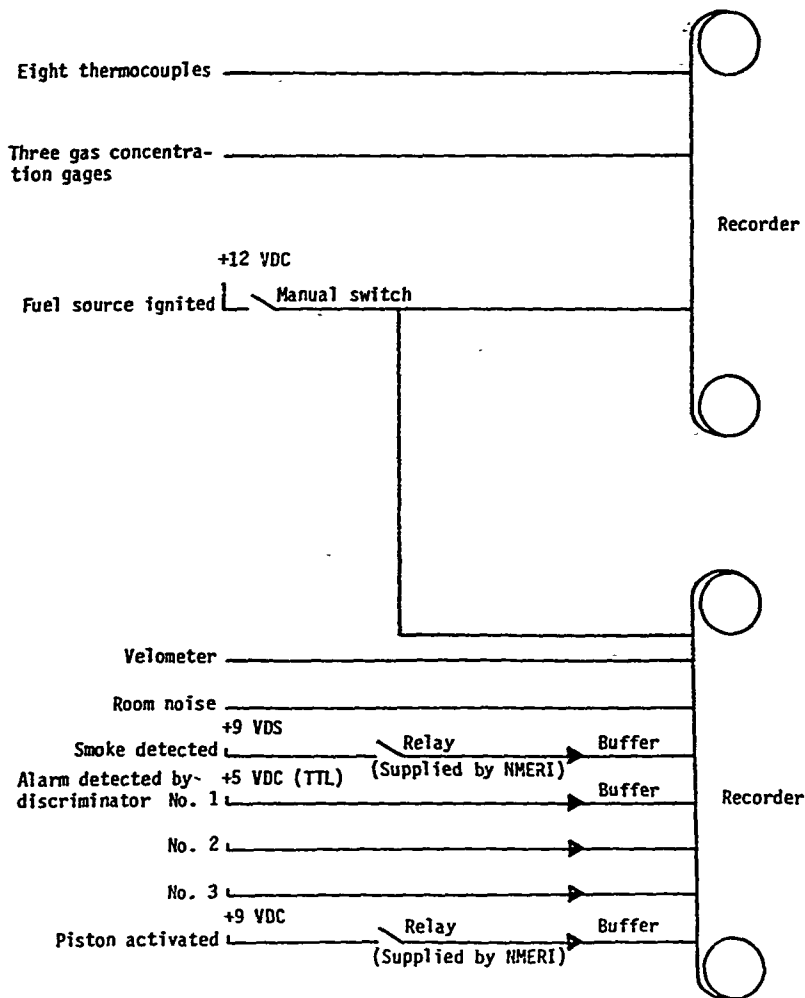 Eight thermocouples
Three gas concentra-
tion gages
Recorder
+12 VDC
Fuel source ignited
Manual switch
Velometer
Room noise
+9 VDS
Smoke detected
Relay
Buffer
(Supplied by NMERI)
Alarm detected by-
+5 VDC (TTL)
discriminator No. 1
Buffer
Recorder
No. 2
No. 3
+9 VDC
Piston activated
Relay
Buffer
(Supplied by NMERI)